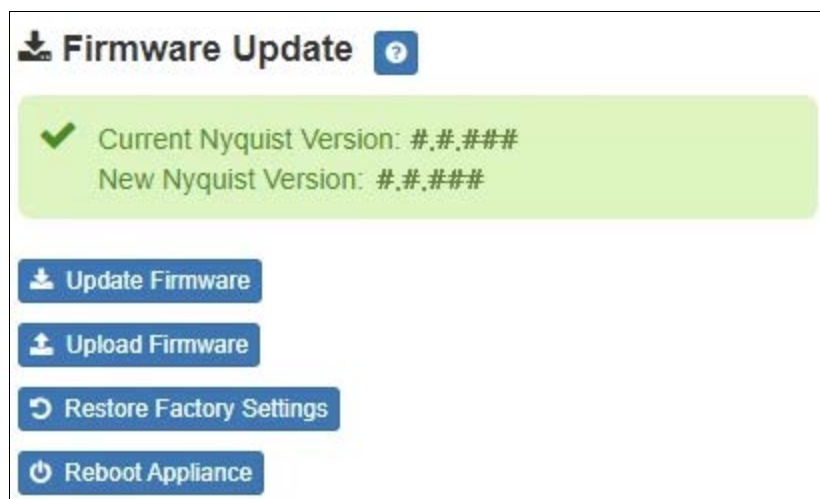 Firmware Update ?
Current Nyquist Version: #.#.###
New Nyquist Version: #.#.###
Update Firmware
Upload Firmware
Restore Factory Settings
Reboot Appliance